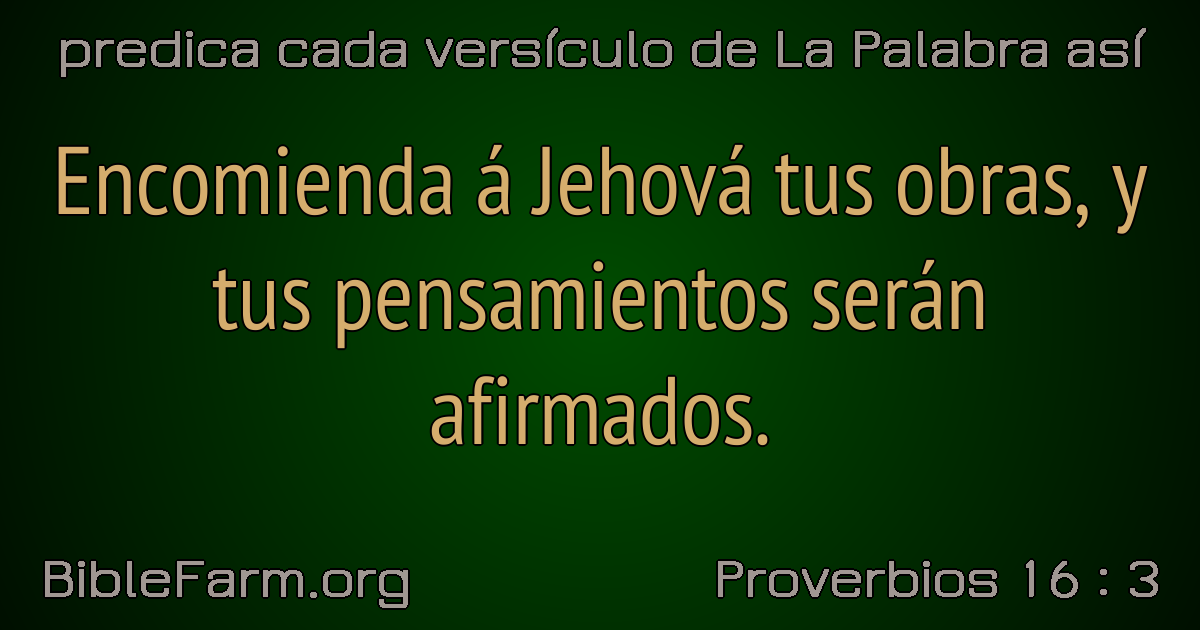 predica cada versículo de La Palabra así
Encomienda á Jehová tus obras, y
tus pensamientos serán
afirmados.
BibleFarm.org
Proverbios 16 : 3